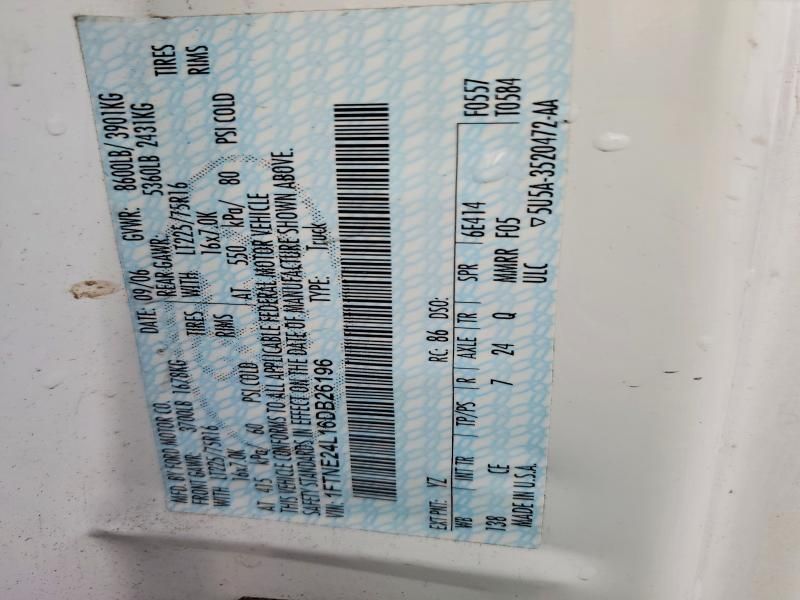 MFD. BY FORD MOTOR CO. DATE: 09/06 GVWR: 8600LB/ 3901KG
FRONT GAWR: 3700LB 1678KG REAR GAWR: 5360LB 2431KG
WITH LT225/75R16 TIRES WITH LT225/75R16 TIRES
16x7.0K RIMS 16x7.0K RIMS
AT 415 kPa/ 60 PSI COLD AT 550 kPa/ 80 PSI COLD
THIS VEHICLE CONFORMS TO ALL APPLICABLE FEDERAL MOTOR VEHICLE
SAFETY STANDARDS IN EFFECT ON THE DATE OF MANUFACTURE SHOWN ABOVE.
VIN: 1FTNE24L16DB26196 TYPE: Truck
EXT PNT: YZ RC: 86 DSO: F0557
WB INT TR TP/PS R AXLE TR SPR 6E414 T0584
138 CE 7 24 Q MMRR F05
MADE IN U.S.A. ULC ▽5U5A-3520472-AA